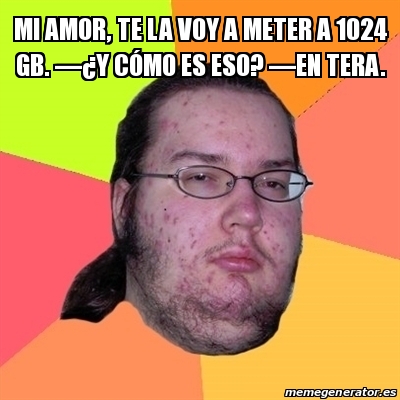 MI AMOR, TE LA VOY A METER A 1024
GB. —¿Y CÓMO ES ESO? —EN TERA.
memegenerator.es